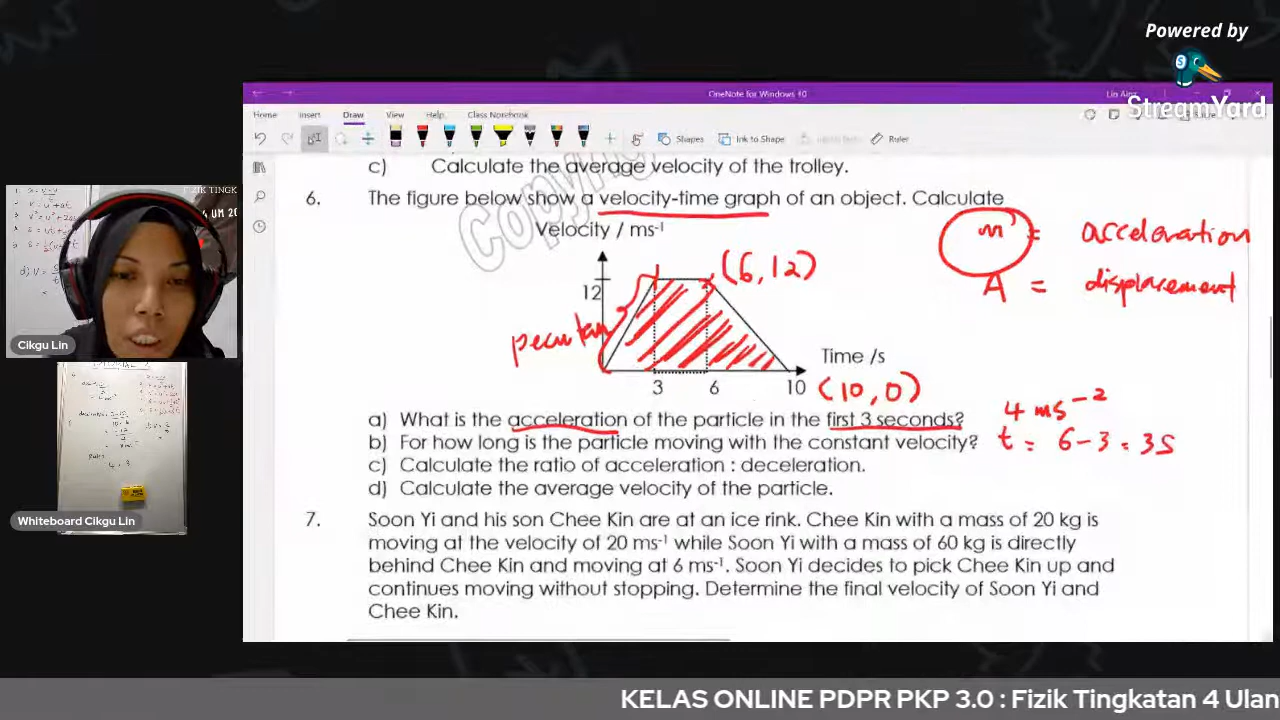 Powered by
StreamYard
OneNote for Windows 10
Home Insert Draw View Help Class Notebook
Shapes Ink to Shape Ruler
c) Calculate the average velocity of the trolley.
6. The figure below show a velocity-time graph of an object. Calculate
Velocity / ms⁻¹
m = acceleration
A = displacement
(6,12)
12
Time /s
3 6 10 (10,0)
a) What is the acceleration of the particle in the first 3 seconds? 4 ms⁻²
b) For how long is the particle moving with the constant velocity? t = 6-3 = 3s
c) Calculate the ratio of acceleration : deceleration.
d) Calculate the average velocity of the particle.
7. Soon Yi and his son Chee Kin are at an ice rink. Chee Kin with a mass of 20 kg is
moving at the velocity of 20 ms⁻¹ while Soon Yi with a mass of 60 kg is directly
behind Chee Kin and moving at 6 ms⁻¹. Soon Yi decides to pick Chee Kin up and
continues moving without stopping. Determine the final velocity of Soon Yi and
Chee Kin.
Cikgu Lin
Whiteboard Cikgu Lin
KELAS ONLINE PDPR PKP 3.0 : Fizik Tingkatan 4 Ulan